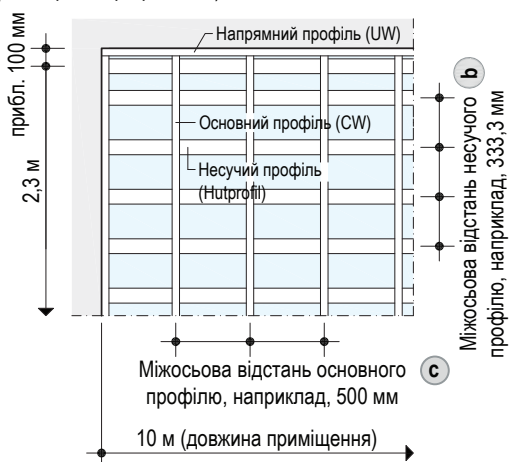 Напрямний профіль (UW)
прибл. 100 мм
2,3 м
Основний профіль (CW)
Несучий профіль
(Hutprofil)
b
Міжосьова відстань несучого
профілю, наприклад, 333,3 мм
Міжосьова відстань основного
профілю, наприклад, 500 мм
c
10 м (довжина приміщення)